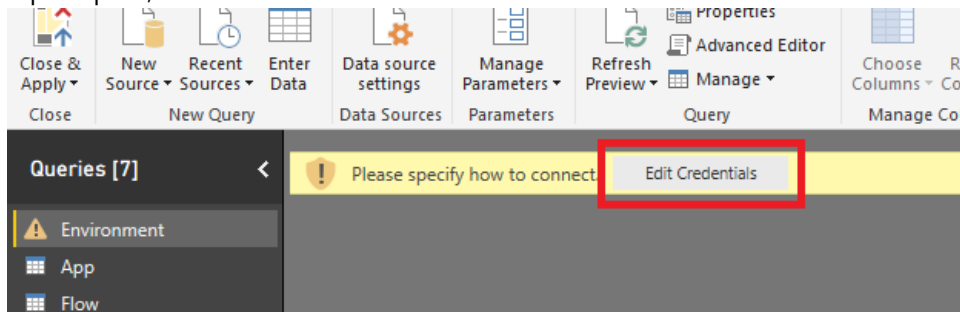 Properties
Advanced Editor
Close & New Recent Enter Data source Manage Refresh Manage Choose
Apply Source Sources Data settings Parameters Preview Columns
Close New Query Data Sources Parameters Query Manage
Queries [7] Please specify how to connect. Edit Credentials
Environment
App
Flow